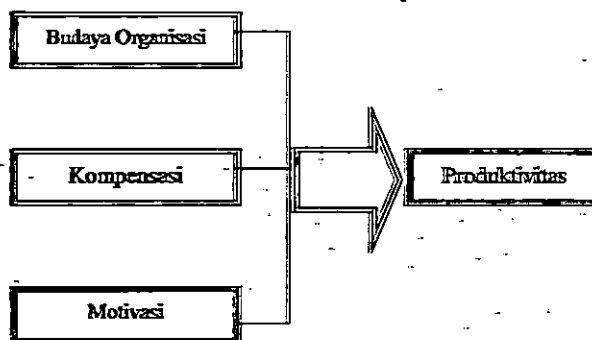 Budaya Organisasi
Kompensasi
Produktivitas
Motivasi